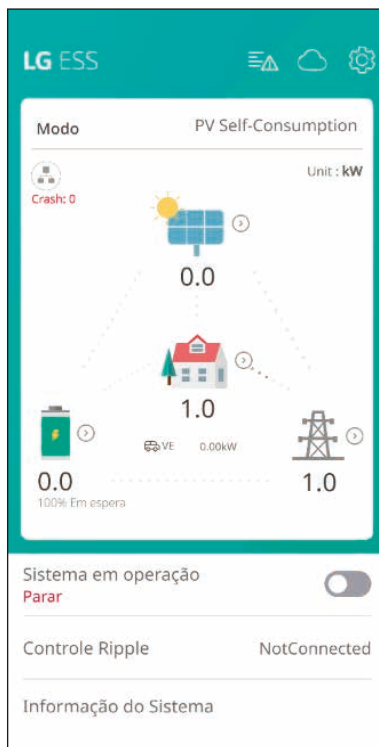 LG ESS
Modo PV Self-Consumption
Unit : kW
Crash: 0
0.0
1.0
VE 0.00kW
0.0
100% Em espera
1.0
Sistema em operação
Parar
Controle Ripple NotConnected
Informação do Sistema